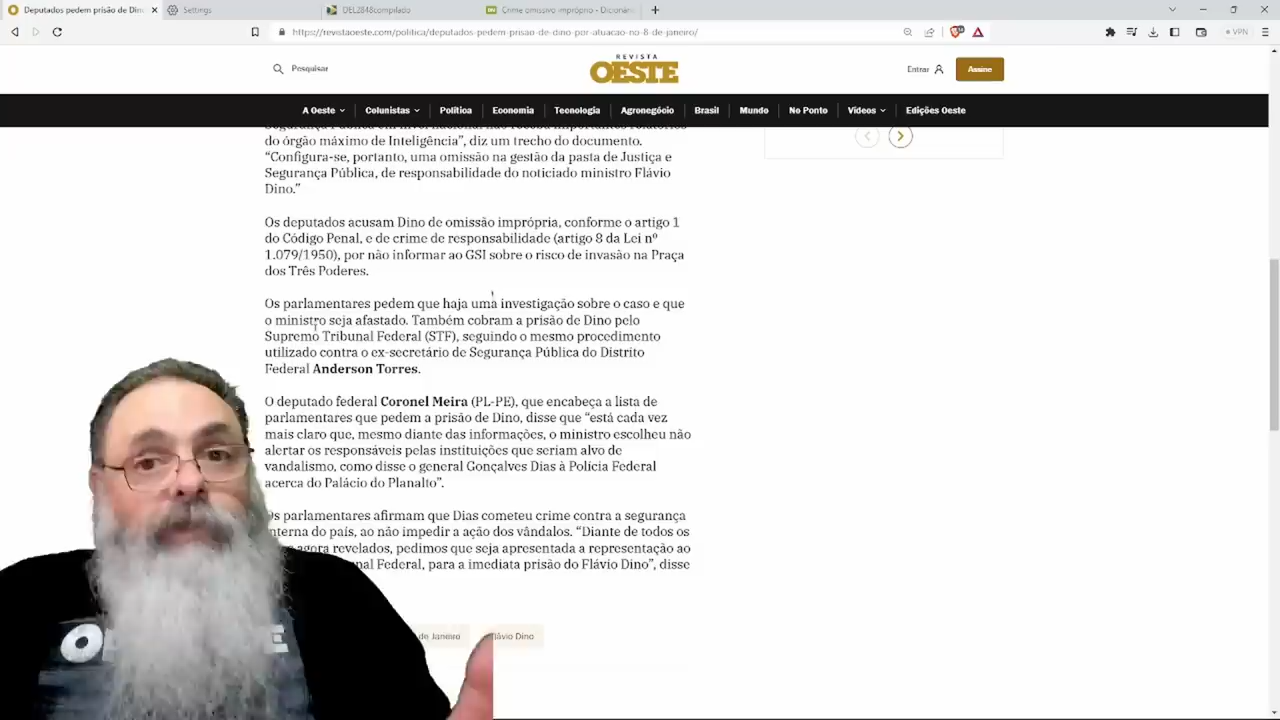 Deputados pedem prisão de Din
Settings
DEL2848compilado
Crime omissivo impróprio - Dicionári
https://revistaoeste.com/politica/deputados-pedem-prisao-de-dino-por-atuacao-no-8-de-janeiro/
VPN
Pesquisar
REVISTA
OESTE
Entrar
Assine
A Oeste
Colunistas
Política
Economia
Tecnologia
Agronegócio
Brasil
Mundo
No Ponto
Vídeos
Edições Oeste
do órgão máximo de Inteligência”, diz um trecho do documento.
“Configura-se, portanto, uma omissão na gestão da pasta de Justiça e
Segurança Pública, de responsabilidade do noticiado ministro Flávio
Dino.”
Os deputados acusam Dino de omissão imprópria, conforme o artigo 1
do Código Penal, e de crime de responsabilidade (artigo 8 da Lei nº
1.079/1950), por não informar ao GSI sobre o risco de invasão na Praça
dos Três Poderes.
Os parlamentares pedem que haja uma investigação sobre o caso e que
o ministro seja afastado. Também cobram a prisão de Dino pelo
Supremo Tribunal Federal (STF), seguindo o mesmo procedimento
utilizado contra o ex-secretário de Segurança Pública do Distrito
Federal Anderson Torres.
O deputado federal Coronel Meira (PL-PE), que encabeça a lista de
parlamentares que pedem a prisão de Dino, disse que “está cada vez
mais claro que, mesmo diante das informações, o ministro escolheu não
alertar os responsáveis pelas instituições que seriam alvo de
vandalismo, como disse o general Gonçalves Dias à Polícia Federal
acerca do Palácio do Planalto”.
Os parlamentares afirmam que Dias cometeu crime contra a segurança
interna do país, ao não impedir a ação dos vândalos. “Diante de todos os
agora revelados, pedimos que seja apresentada a representação ao
Federal, para a imediata prisão do Flávio Dino”, disse
de Janeiro
Flávio Dino